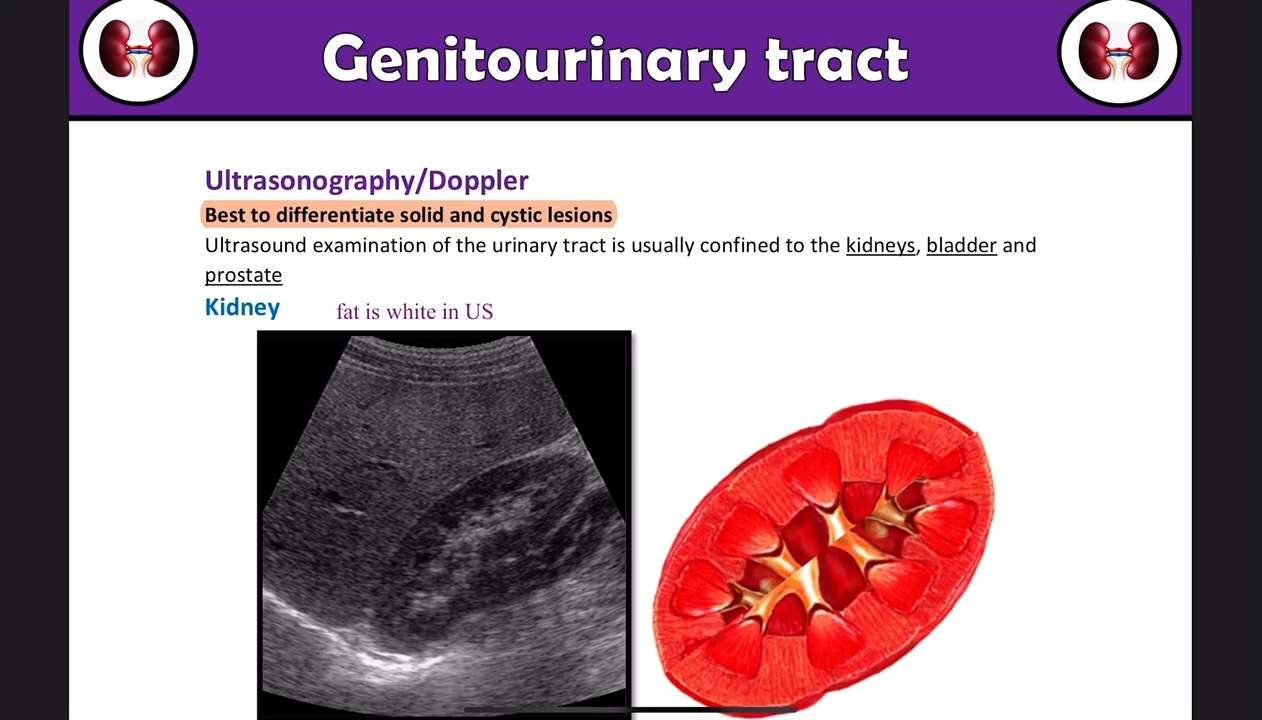 Genitourinary tract
Ultrasonography/Doppler
Best to differentiate solid and cystic lesions
Ultrasound examination of the urinary tract is usually confined to the kidneys, bladder and
prostate
Kidney
fat is white in US